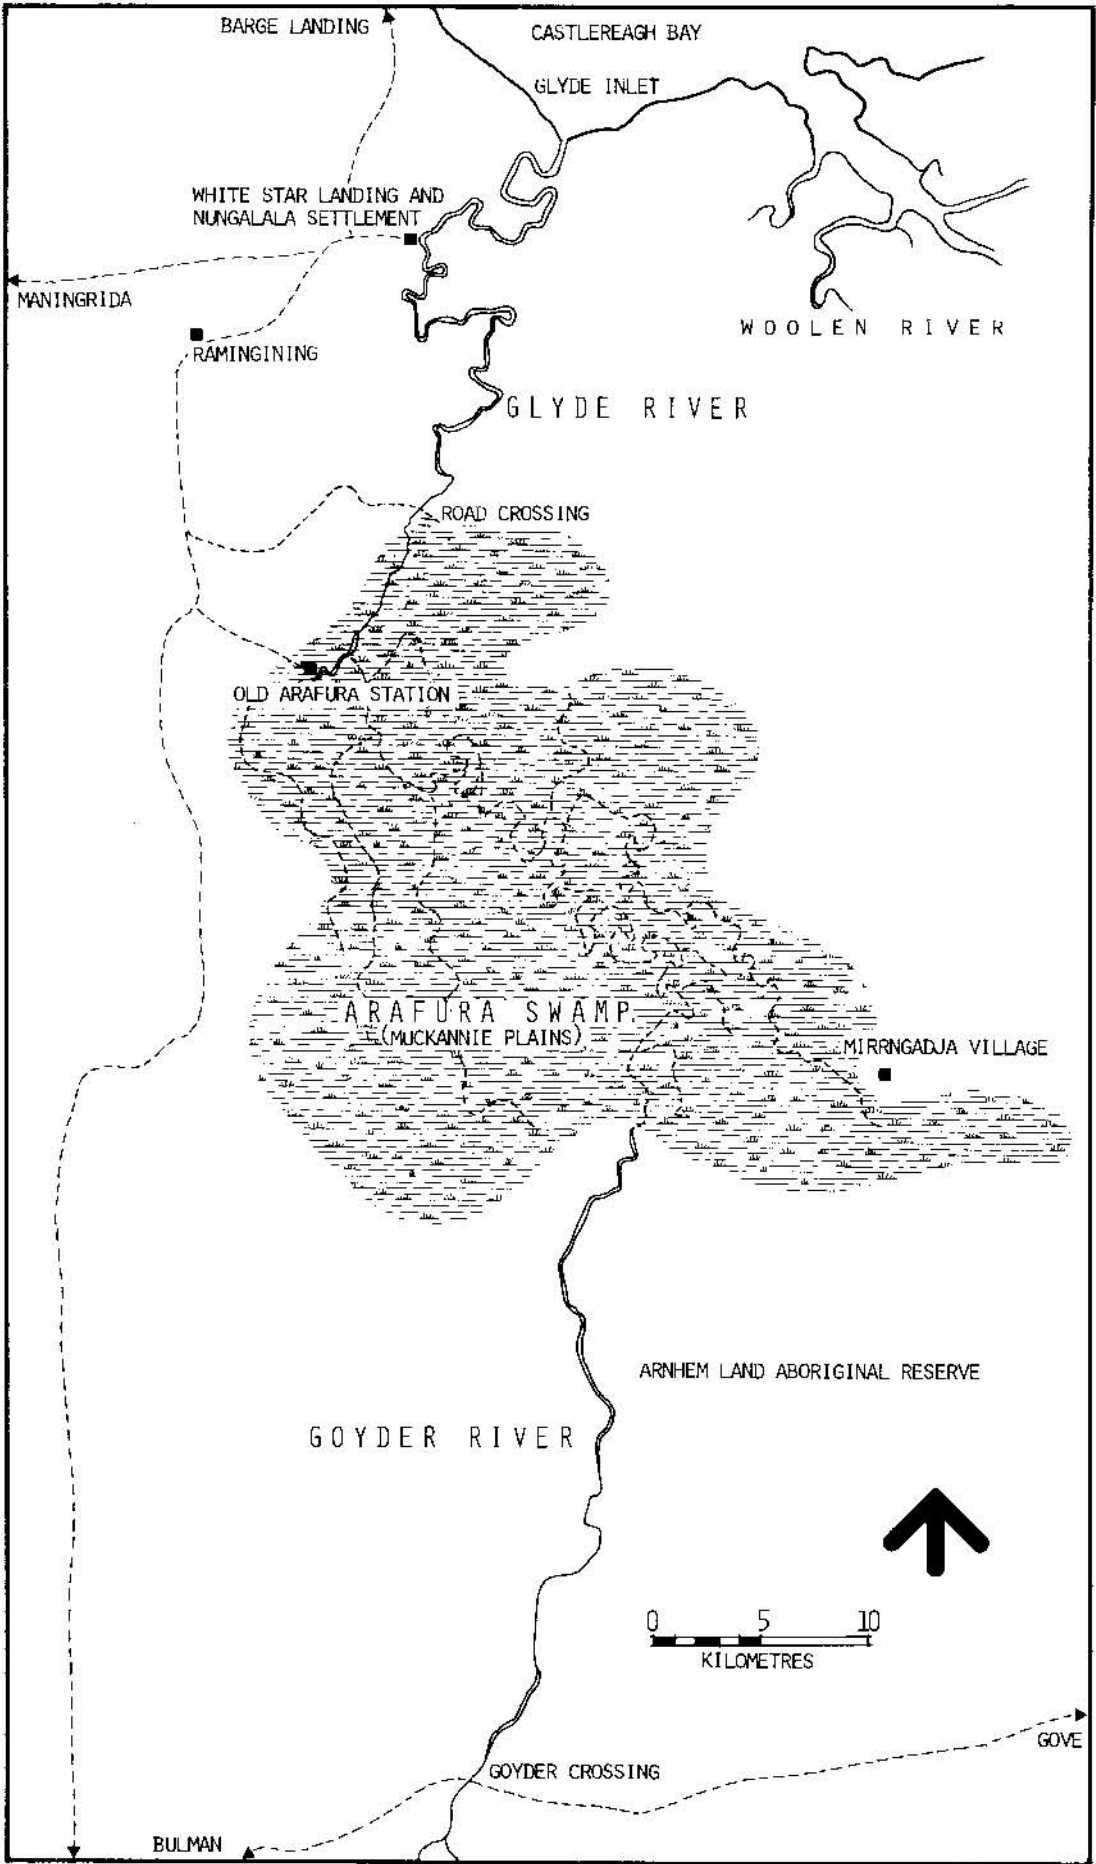 BARGE LANDING
CASTLEREAGH BAY
GLYDE INLET
WHITE STAR LANDING AND
NUNGALALA SETTLEMENT
MANINGRIDA
WOOLEN RIVER
RAMINGINING
GLYDE RIVER
ROAD CROSSING
OLD ARAFURA STATION
ARAFURA SWAMP
(MUCKANNIE PLAINS)
MIRRNGADJA VILLAGE
ARNHEM LAND ABORIGINAL RESERVE
GOYDER RIVER
0 5 10
KILOMETRES
GOVE
GOYDER CROSSING
BULMAN